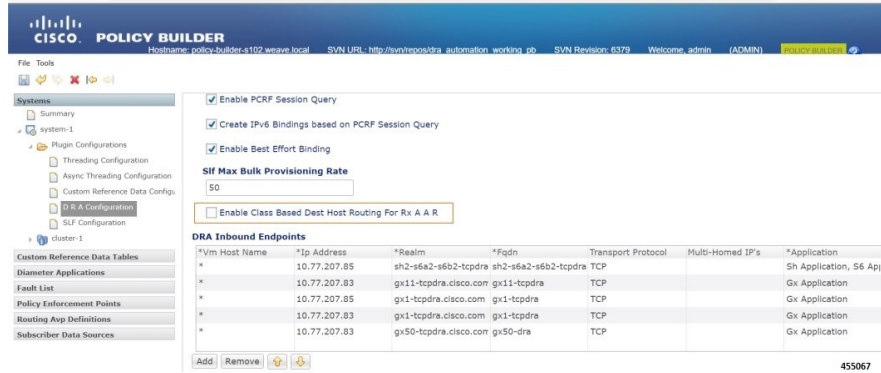 CISCO. POLICY BUILDER
Hostname: policy-builder-s102.weave.local SVN URL: http://svn/repos/dra_automation_working_pb SVN Revision: 6379 Welcome, admin (ADMIN) POLICY BUILDER
File Tools
Systems
Summary
system-1
Plugin Configurations
Threading Configuration
Async Threading Configuration
Custom Reference Data Configu
D R A Configuration
SLF Configuration
cluster-1
Custom Reference Data Tables
Diameter Applications
Fault List
Policy Enforcement Points
Routing Avp Definitions
Subscriber Data Sources
Enable PCRF Session Query
Create IPv6 Bindings based on PCRF Session Query
Enable Best Effort Binding
Slf Max Bulk Provisioning Rate
50
Enable Class Based Dest Host Routing For Rx A A R
DRA Inbound Endpoints
*Vm Host Name *Ip Address *Realm *Fqdn Transport Protocol Multi-Homed IP's *Application
* 10.77.207.85 sh2-s6a2-s6b2-tcpdra sh2-s6a2-s6b2-tcpdra TCP Sh Application, S6 App
* 10.77.207.83 gx11-tcpdra.cisco.com gx11-tcpdra TCP Gx Application
* 10.77.207.85 gx1-tcpdra.cisco.com gx1-tcpdra TCP Gx Application
* 10.77.207.83 gx1-tcpdra.cisco.com gx1-tcpdra TCP Gx Application
* 10.77.207.83 gx50-tcpdra.cisco.com gx50-dra TCP Gx Application
Add Remove
455067